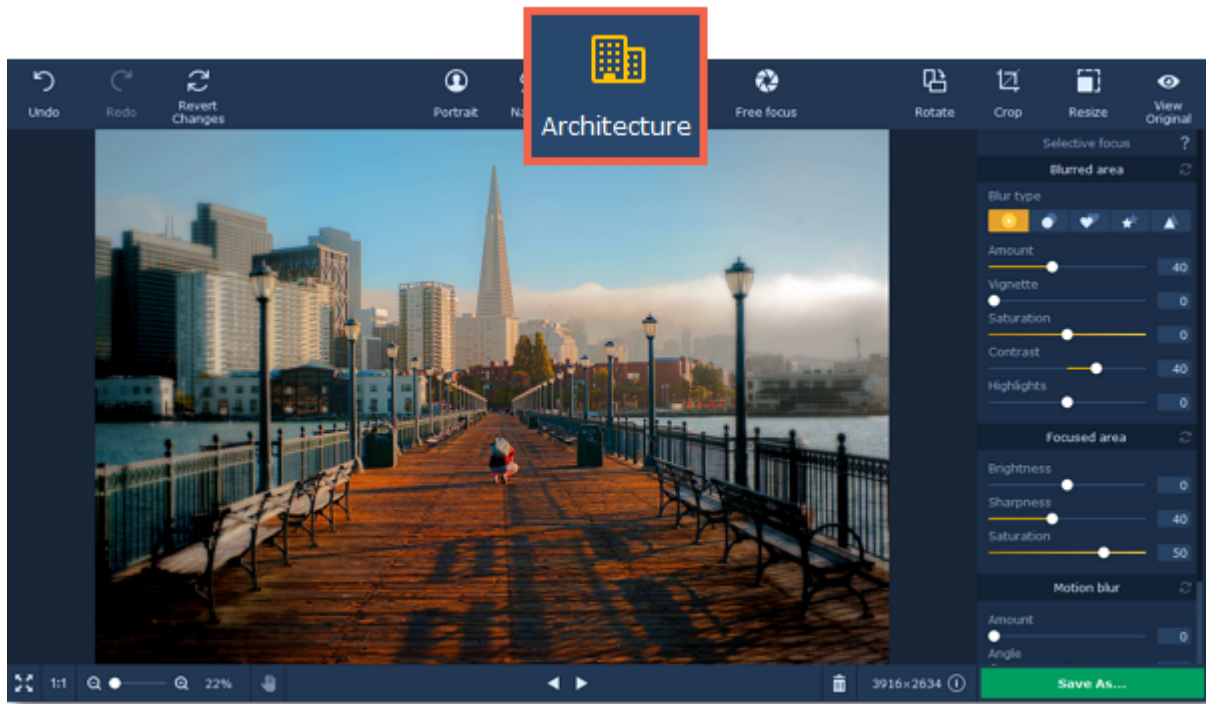 Architecture
Undo
Redo
Revert
Changes
Portrait
Free focus
Rotate
Crop
Resize
View
Original
Selective focus ?
Blurred area
Blur type
Amount
40
Vignette
0
Saturation
0
Contrast
40
Highlights
0
Focused area
Brightness
0
Sharpness
40
Saturation
50
Motion blur
Amount
0
Angle
1:1
22%
3916×2634
Save As...